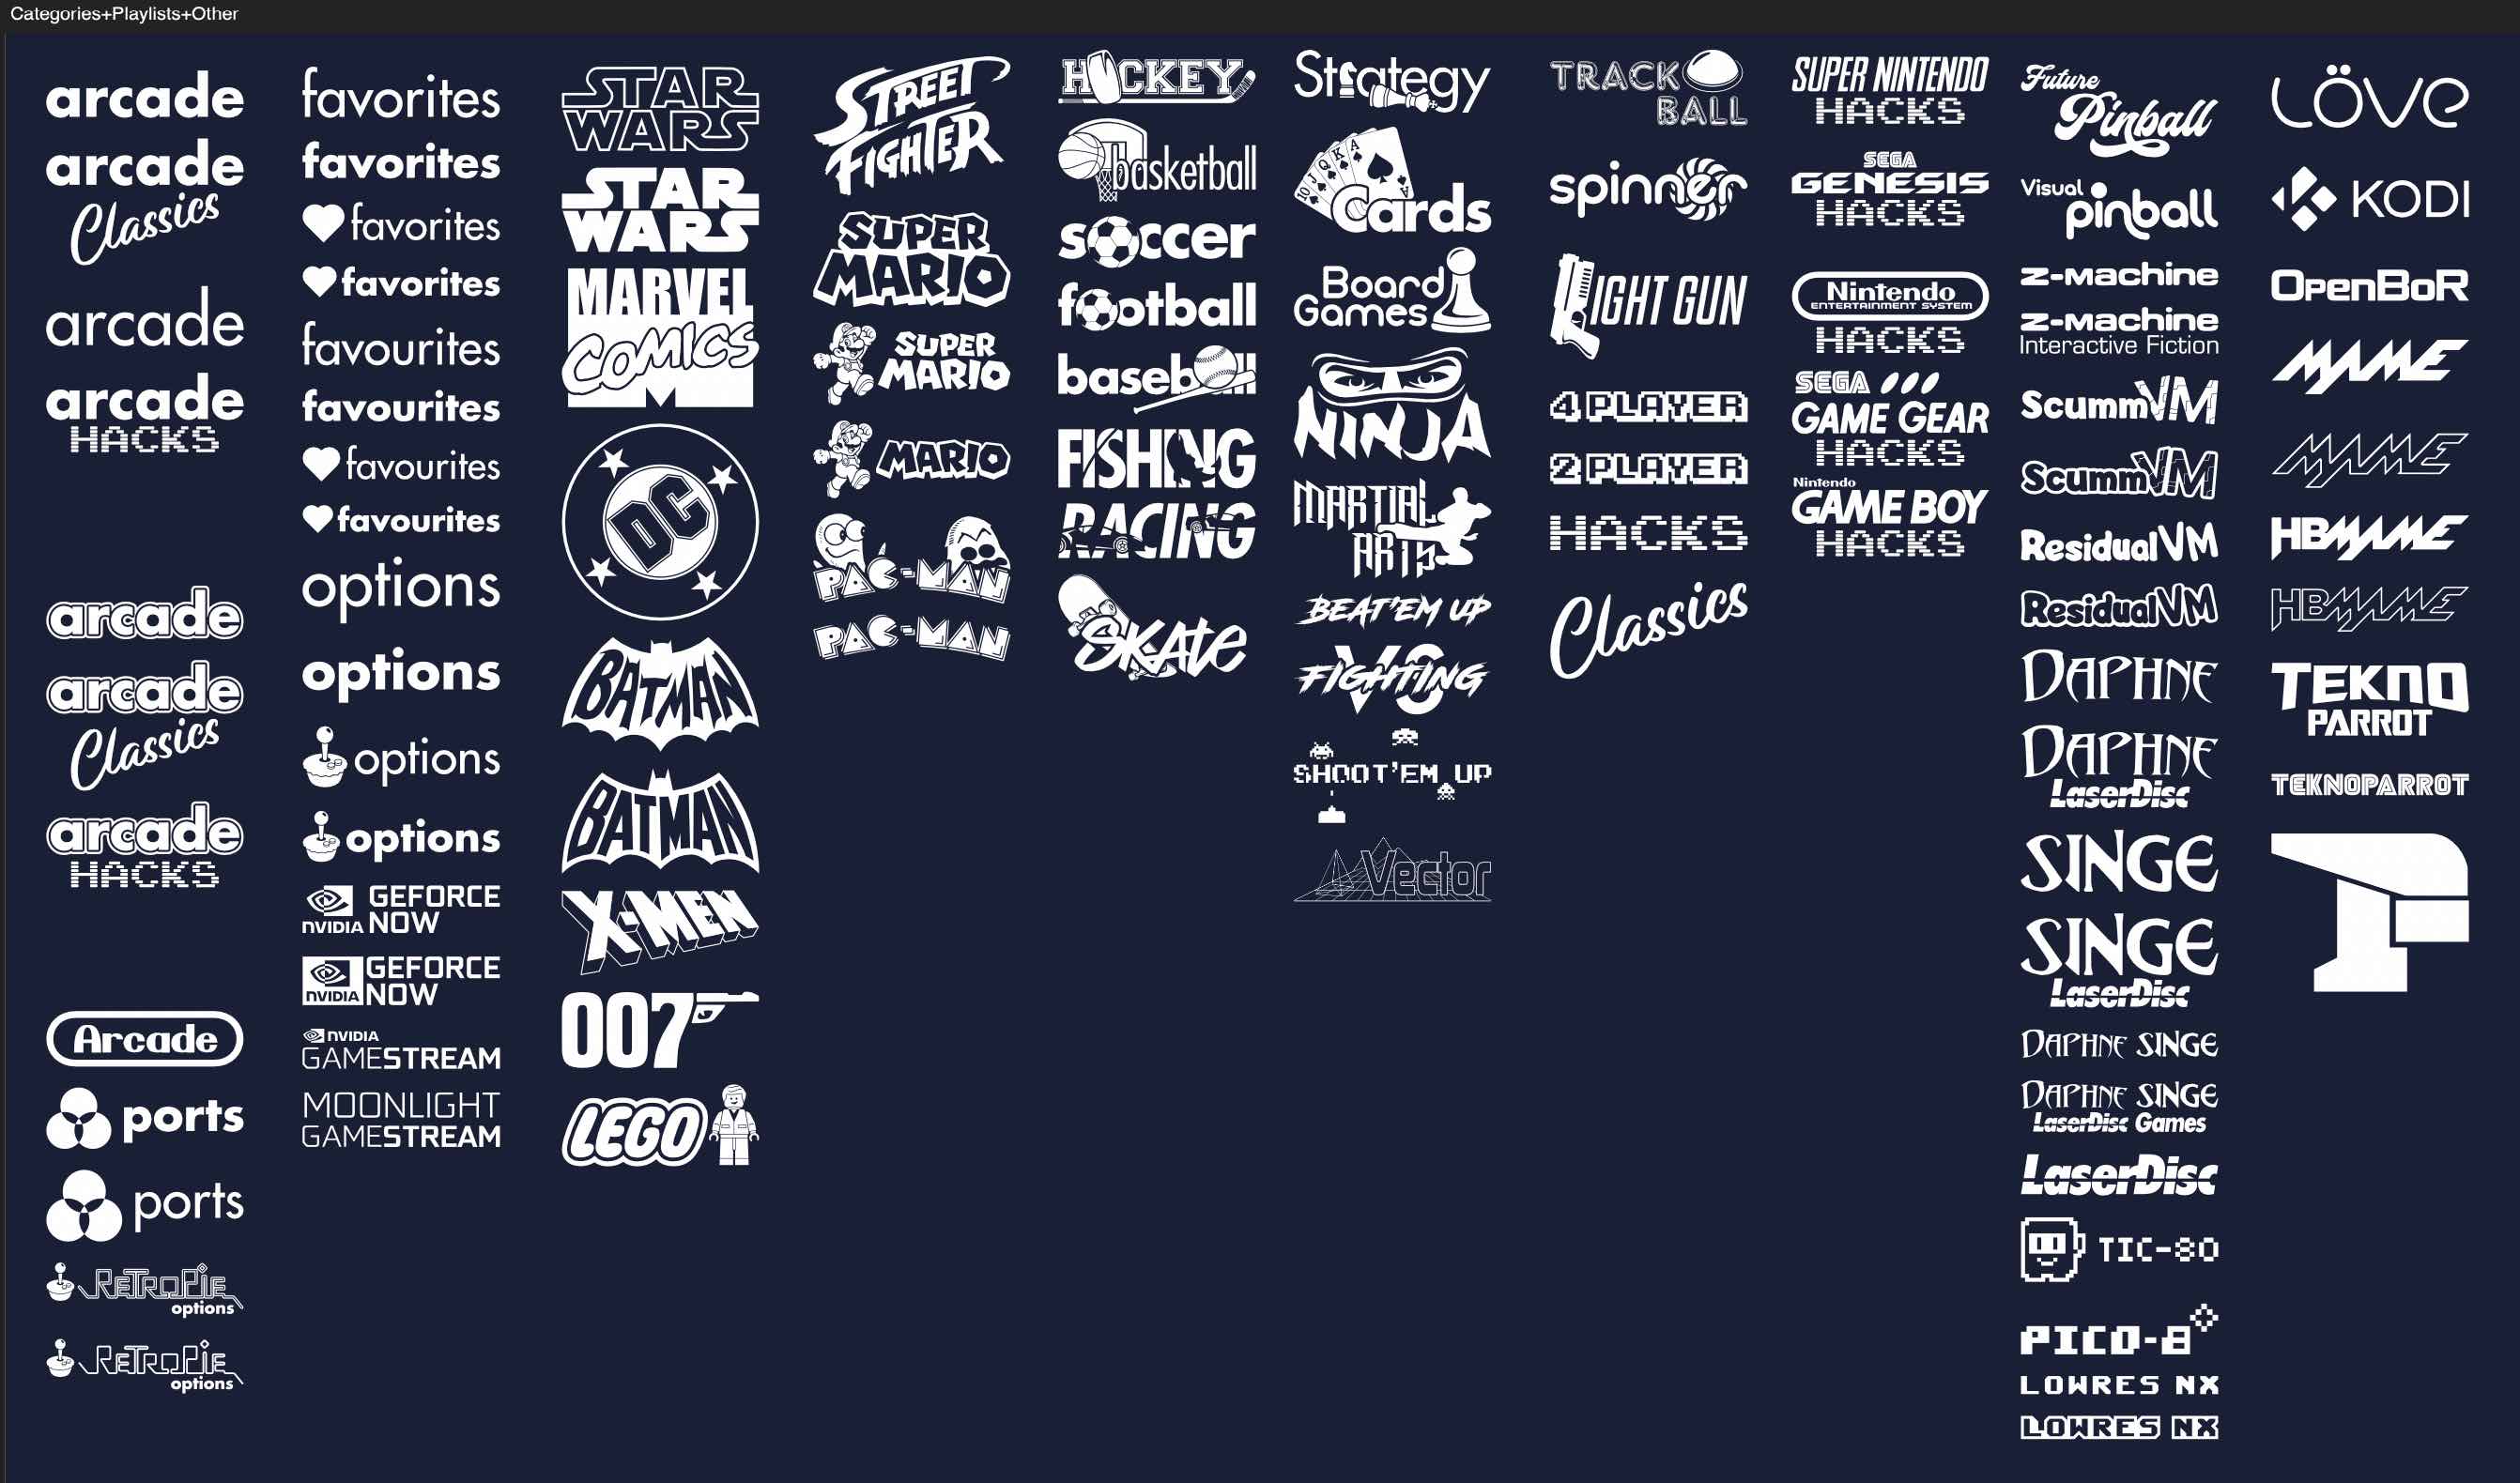 Categories+Playlists+Other
arcade
arcade
Classics
arcade
arcade
HACKS
arcade
arcade
Classics
arcade
HACKS
Arcade
ports
ports
RETROPIE
options
RETROPIE
options
favorites
favorites
favorites
favorites
favourites
favourites
favourites
favourites
options
options
options
options
NVIDIA
GEFORCE
NOW
NVIDIA
GEFORCE
NOW
NVIDIA
GAMESTREAM
MOONLIGHT
GAMESTREAM
STAR
WARS
STAR
WARS
MARVEL
COMICS
DC
BATMAN
BATMAN
X-MEN
007
LEGO
STREET
FIGHTER
SUPER
MARIO
SUPER
MARIO
MARIO
PAC-MAN
PAC-MAN
HOCKEY
basketball
soccer
football
baseball
FISHING
RACING
SKATE
Strategy
10 J Q K A
A
Cards
Board
Games
NINJA
MARTIAL
ARTS
BEAT'EM UP
VS
FIGHTING
SHOOT'EM UP
Vector
TRACK
BALL
spinner
LIGHT GUN
4 PLAYER
2 PLAYER
HACKS
Classics
SUPER NINTENDO
HACKS
SEGA
GENESIS
HACKS
Nintendo
ENTERTAINMENT SYSTEM
HACKS
SEGA
GAME GEAR
HACKS
Nintendo
GAME BOY
HACKS
Future
Pinball
Visual
pinball
Z-MACHINE
Z-MACHINE
Interactive Fiction
ScummVM
ScummVM
ResidualVM
ResidualVM
DAPHNE
DAPHNE
LaserDisc
SINGE
SINGE
LaserDisc
DAPHNE SINGE
DAPHNE SINGE
LaserDisc Games
LaserDisc
TIC-80
PICO-8
LOWRES NX
LOWRES NX
LÖVE
KODI
OPENBOR
MAME
MAME
HBMAME
HBMAME
TEKNO
PARROT
TEKNOPARROT